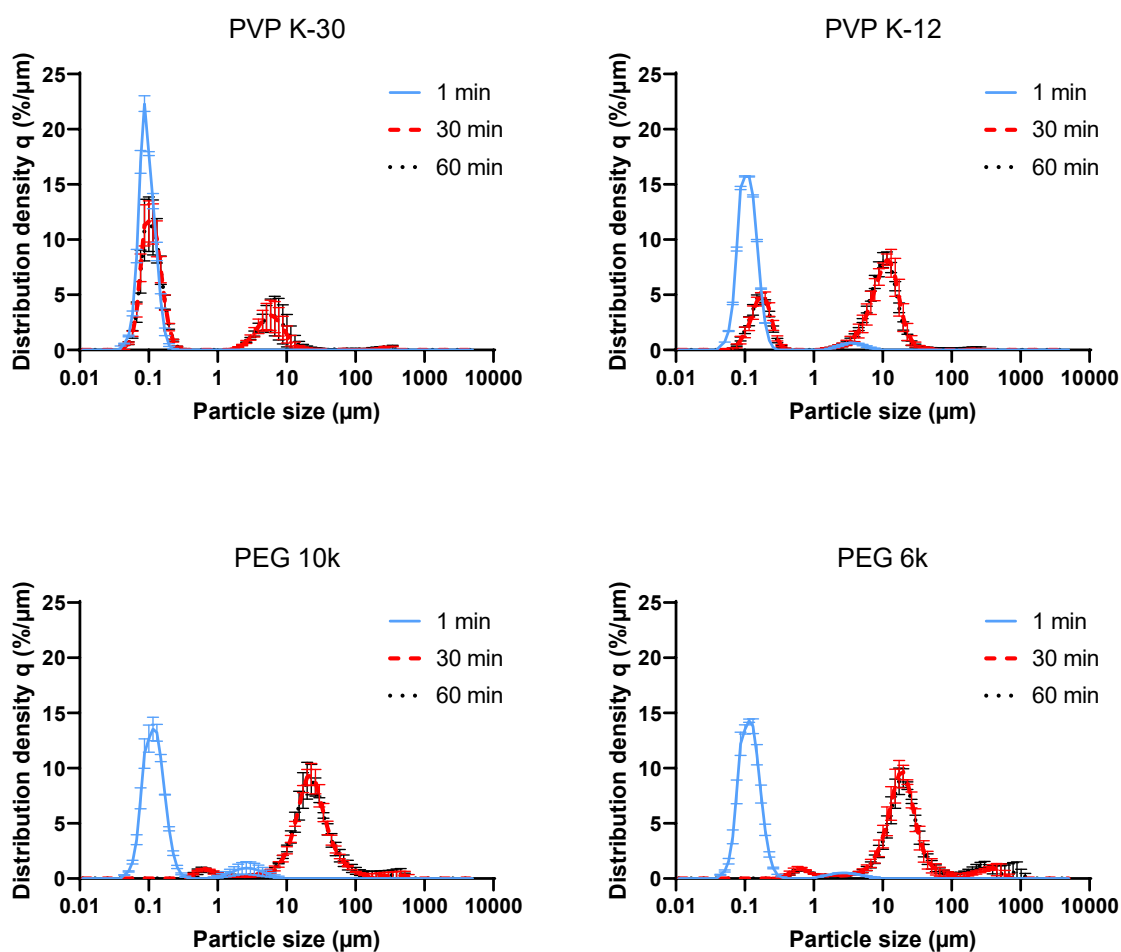 PVP K-30
Distribution density q (%/µm)
25
20
15
10
5
0
1 min
30 min
60 min
0.01 0.1 1 10 100 1000 10000
Particle size (µm)
PVP K-12
Distribution density q (%/µm)
25
20
15
10
5
0
1 min
30 min
60 min
0.01 0.1 1 10 100 1000 10000
Particle size (µm)
PEG 10k
Distribution density q (%/µm)
25
20
15
10
5
0
1 min
30 min
60 min
0.01 0.1 1 10 100 1000 10000
Particle size (µm)
PEG 6k
Distribution density q (%/µm)
25
20
15
10
5
0
1 min
30 min
60 min
0.01 0.1 1 10 100 1000 10000
Particle size (µm)